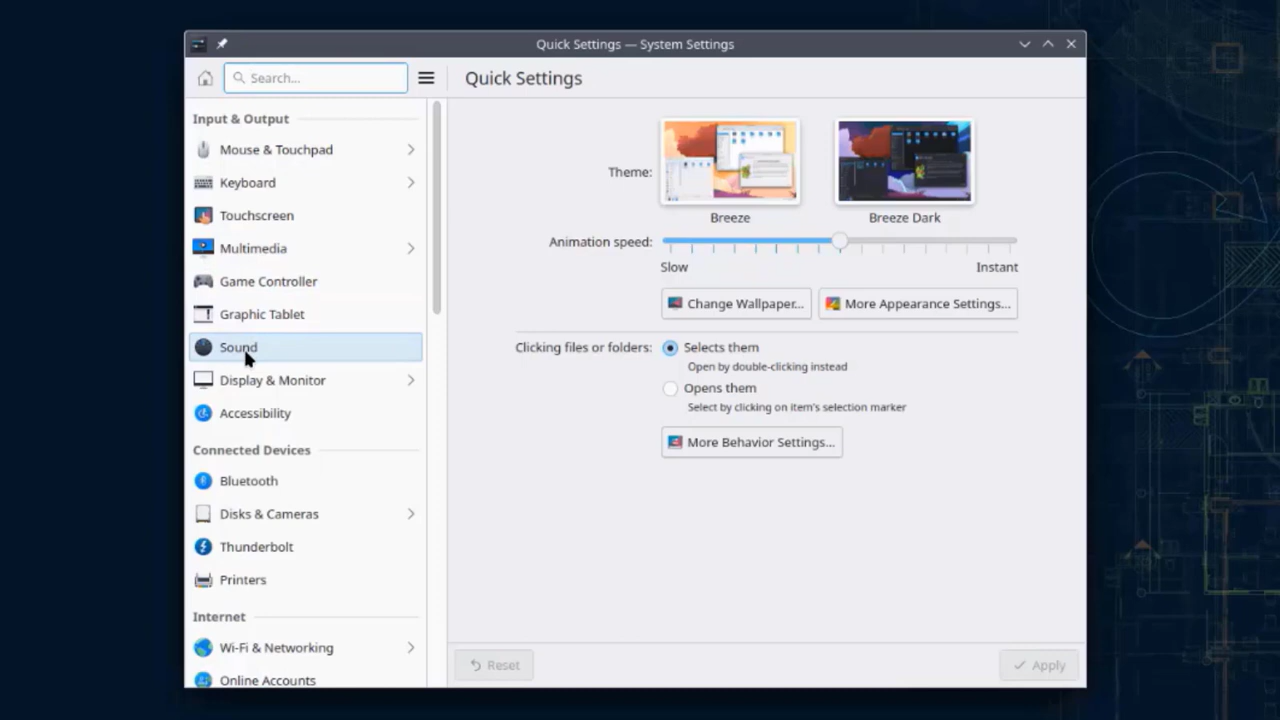 Quick Settings — System Settings
Search...
Quick Settings
Input & Output
Mouse & Touchpad
Keyboard
Touchscreen
Multimedia
Game Controller
Graphic Tablet
Sound
Display & Monitor
Accessibility
Connected Devices
Bluetooth
Disks & Cameras
Thunderbolt
Printers
Internet
Wi-Fi & Networking
Online Accounts
Theme:
Breeze
Breeze Dark
Animation speed:
Slow
Instant
Change Wallpaper...
More Appearance Settings...
Clicking files or folders:
Selects them
Open by double-clicking instead
Opens them
Select by clicking on item's selection marker
More Behavior Settings...
Reset
Apply